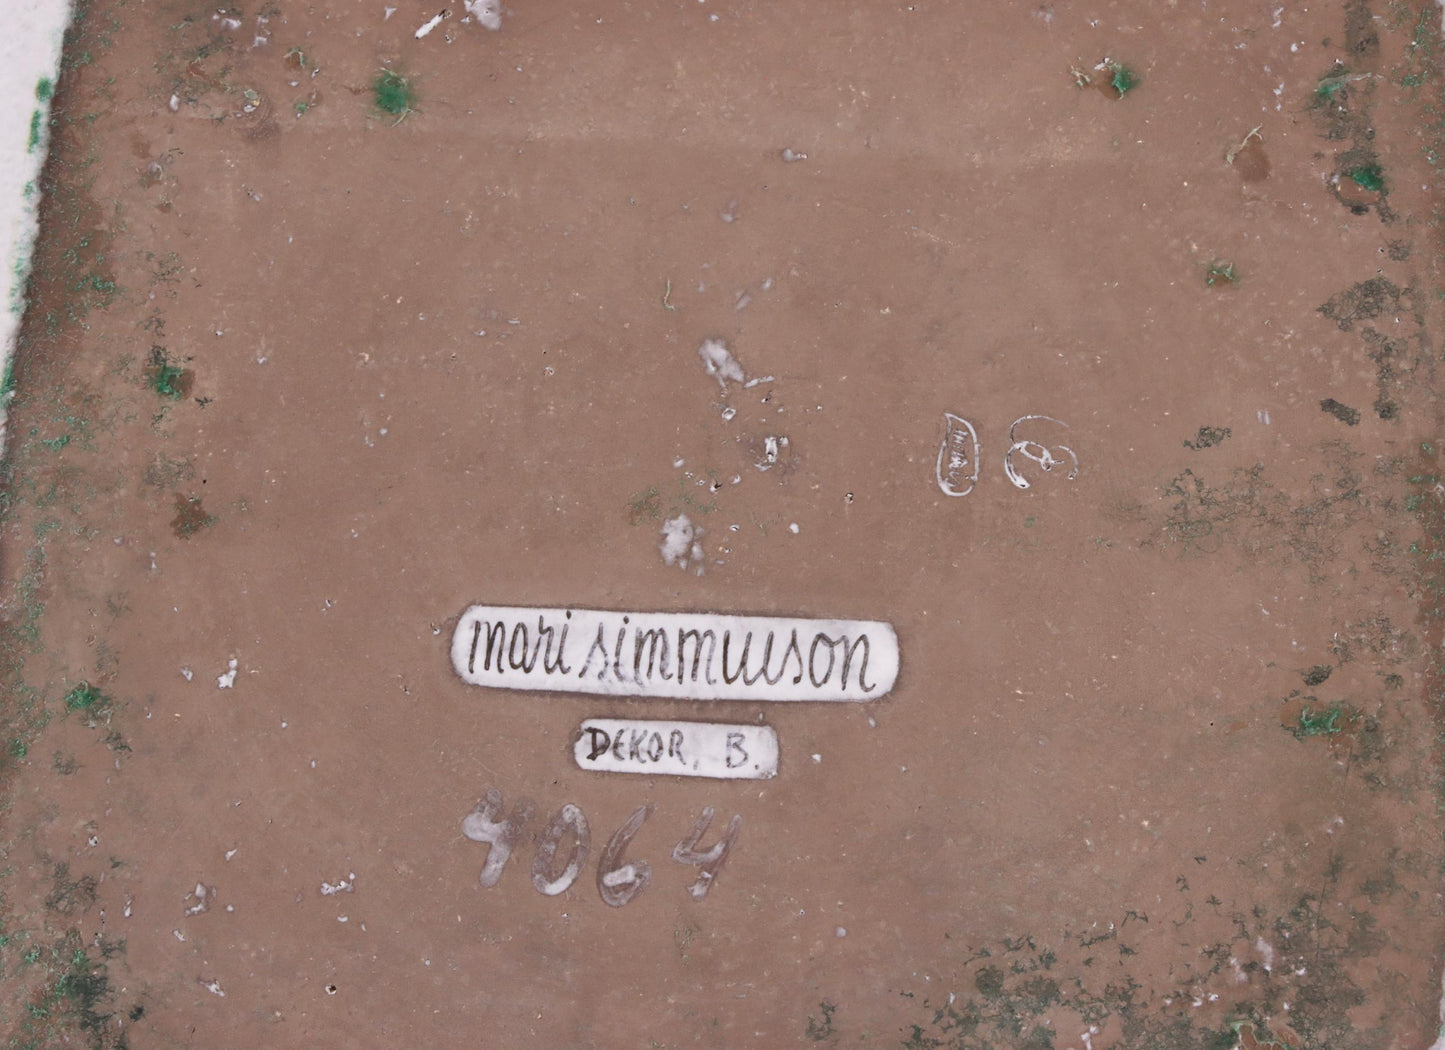 mari simmulson
DEKOR, B.
4064